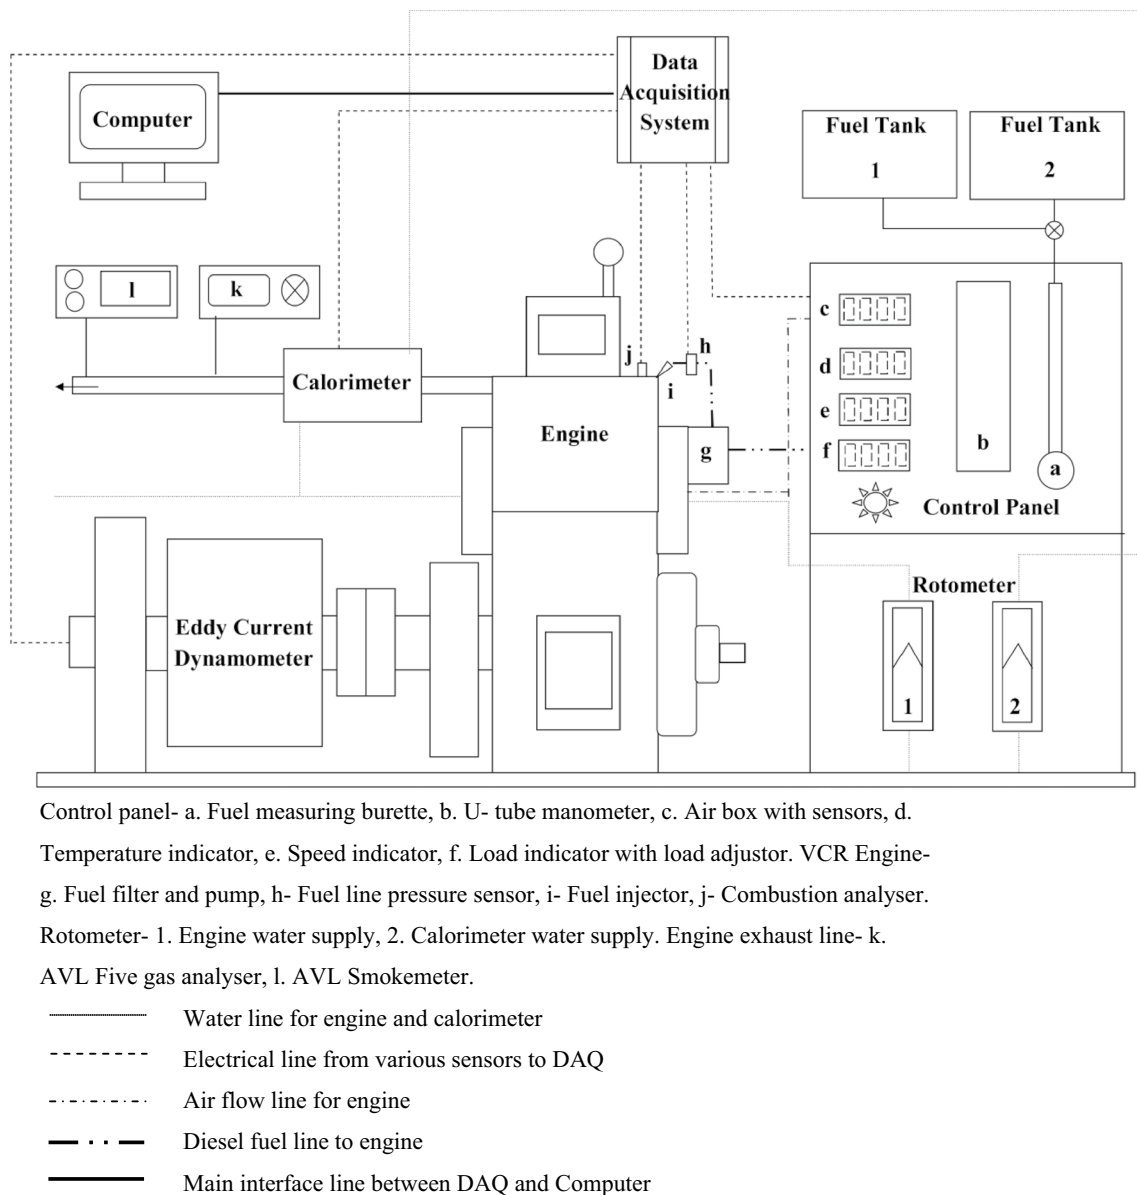 Data
Acquisition
System
Computer
Fuel Tank
1
Fuel Tank
2
l
k
c
j
h
d
Calorimeter
i
e
Engine
g
f
b
a
Control Panel
Rotometer
Eddy Current
Dynamometer
1
2
Control panel- a. Fuel measuring burette, b. U- tube manometer, c. Air box with sensors, d.
Temperature indicator, e. Speed indicator, f. Load indicator with load adjustor. VCR Engine-
g. Fuel filter and pump, h- Fuel line pressure sensor, i- Fuel injector, j- Combustion analyser.
Rotometer- 1. Engine water supply, 2. Calorimeter water supply. Engine exhaust line- k.
AVL Five gas analyser, l. AVL Smokemeter.
Water line for engine and calorimeter
Electrical line from various sensors to DAQ
Air flow line for engine
Diesel fuel line to engine
Main interface line between DAQ and Computer